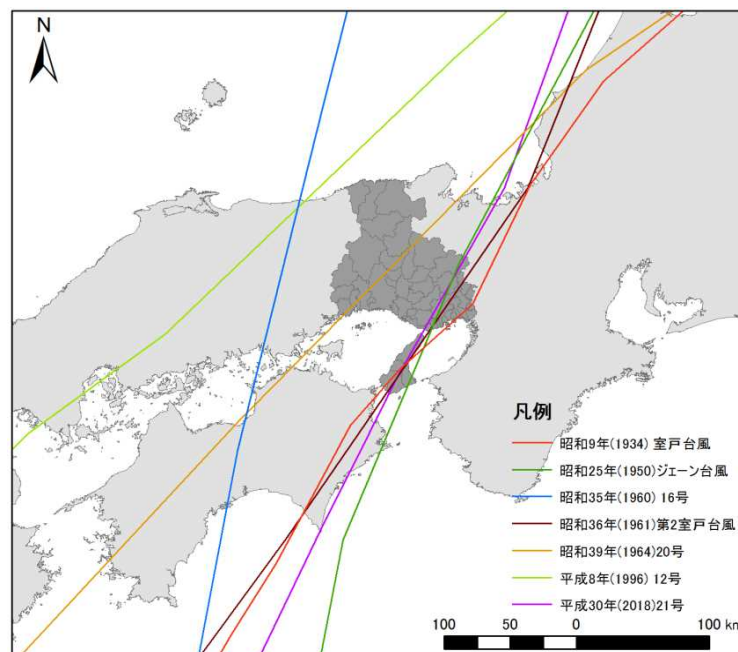 N
凡例
昭和9年(1934) 室戸台風
昭和25年(1950)ジェーン台風
昭和35年(1960) 16号
昭和36年(1961)第2室戸台風
昭和39年(1964)20号
平成8年(1996) 12号
平成30年(2018)21号
100 50 0 100 km